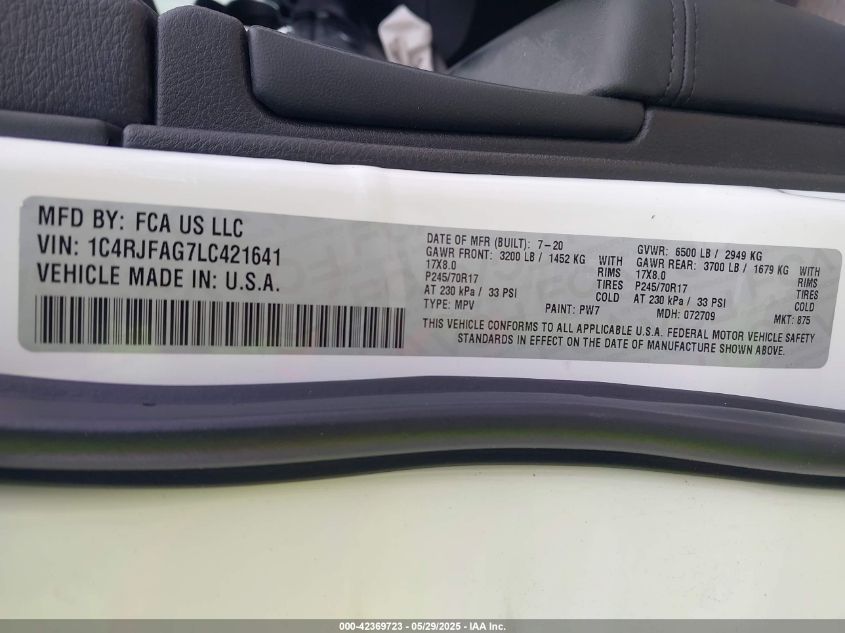 MFD BY: FCA US LLC
VIN: 1C4RJFAG7LC421641
VEHICLE MADE IN: U.S.A.
DATE OF MFR (BUILT): 7-20
GAWR FRONT: 3200 LB / 1452 KG WITH
17X8.0 RIMS
P245/70R17 TIRES
AT 230 kPa / 33 PSI COLD
TYPE: MPV PAINT: PW7
GVWR: 6500 LB / 2949 KG
GAWR REAR: 3700 LB / 1679 KG WITH
17X8.0 RIMS
P245/70R17 TIRES
AT 230 kPa / 33 PSI COLD
MDH: 072709 MKT: 875
THIS VEHICLE CONFORMS TO ALL APPLICABLE U.S.A. FEDERAL MOTOR VEHICLE SAFETY
STANDARDS IN EFFECT ON THE DATE OF MANUFACTURE SHOWN ABOVE.
000-42369723 - 05/29/2025 - IAA Inc.